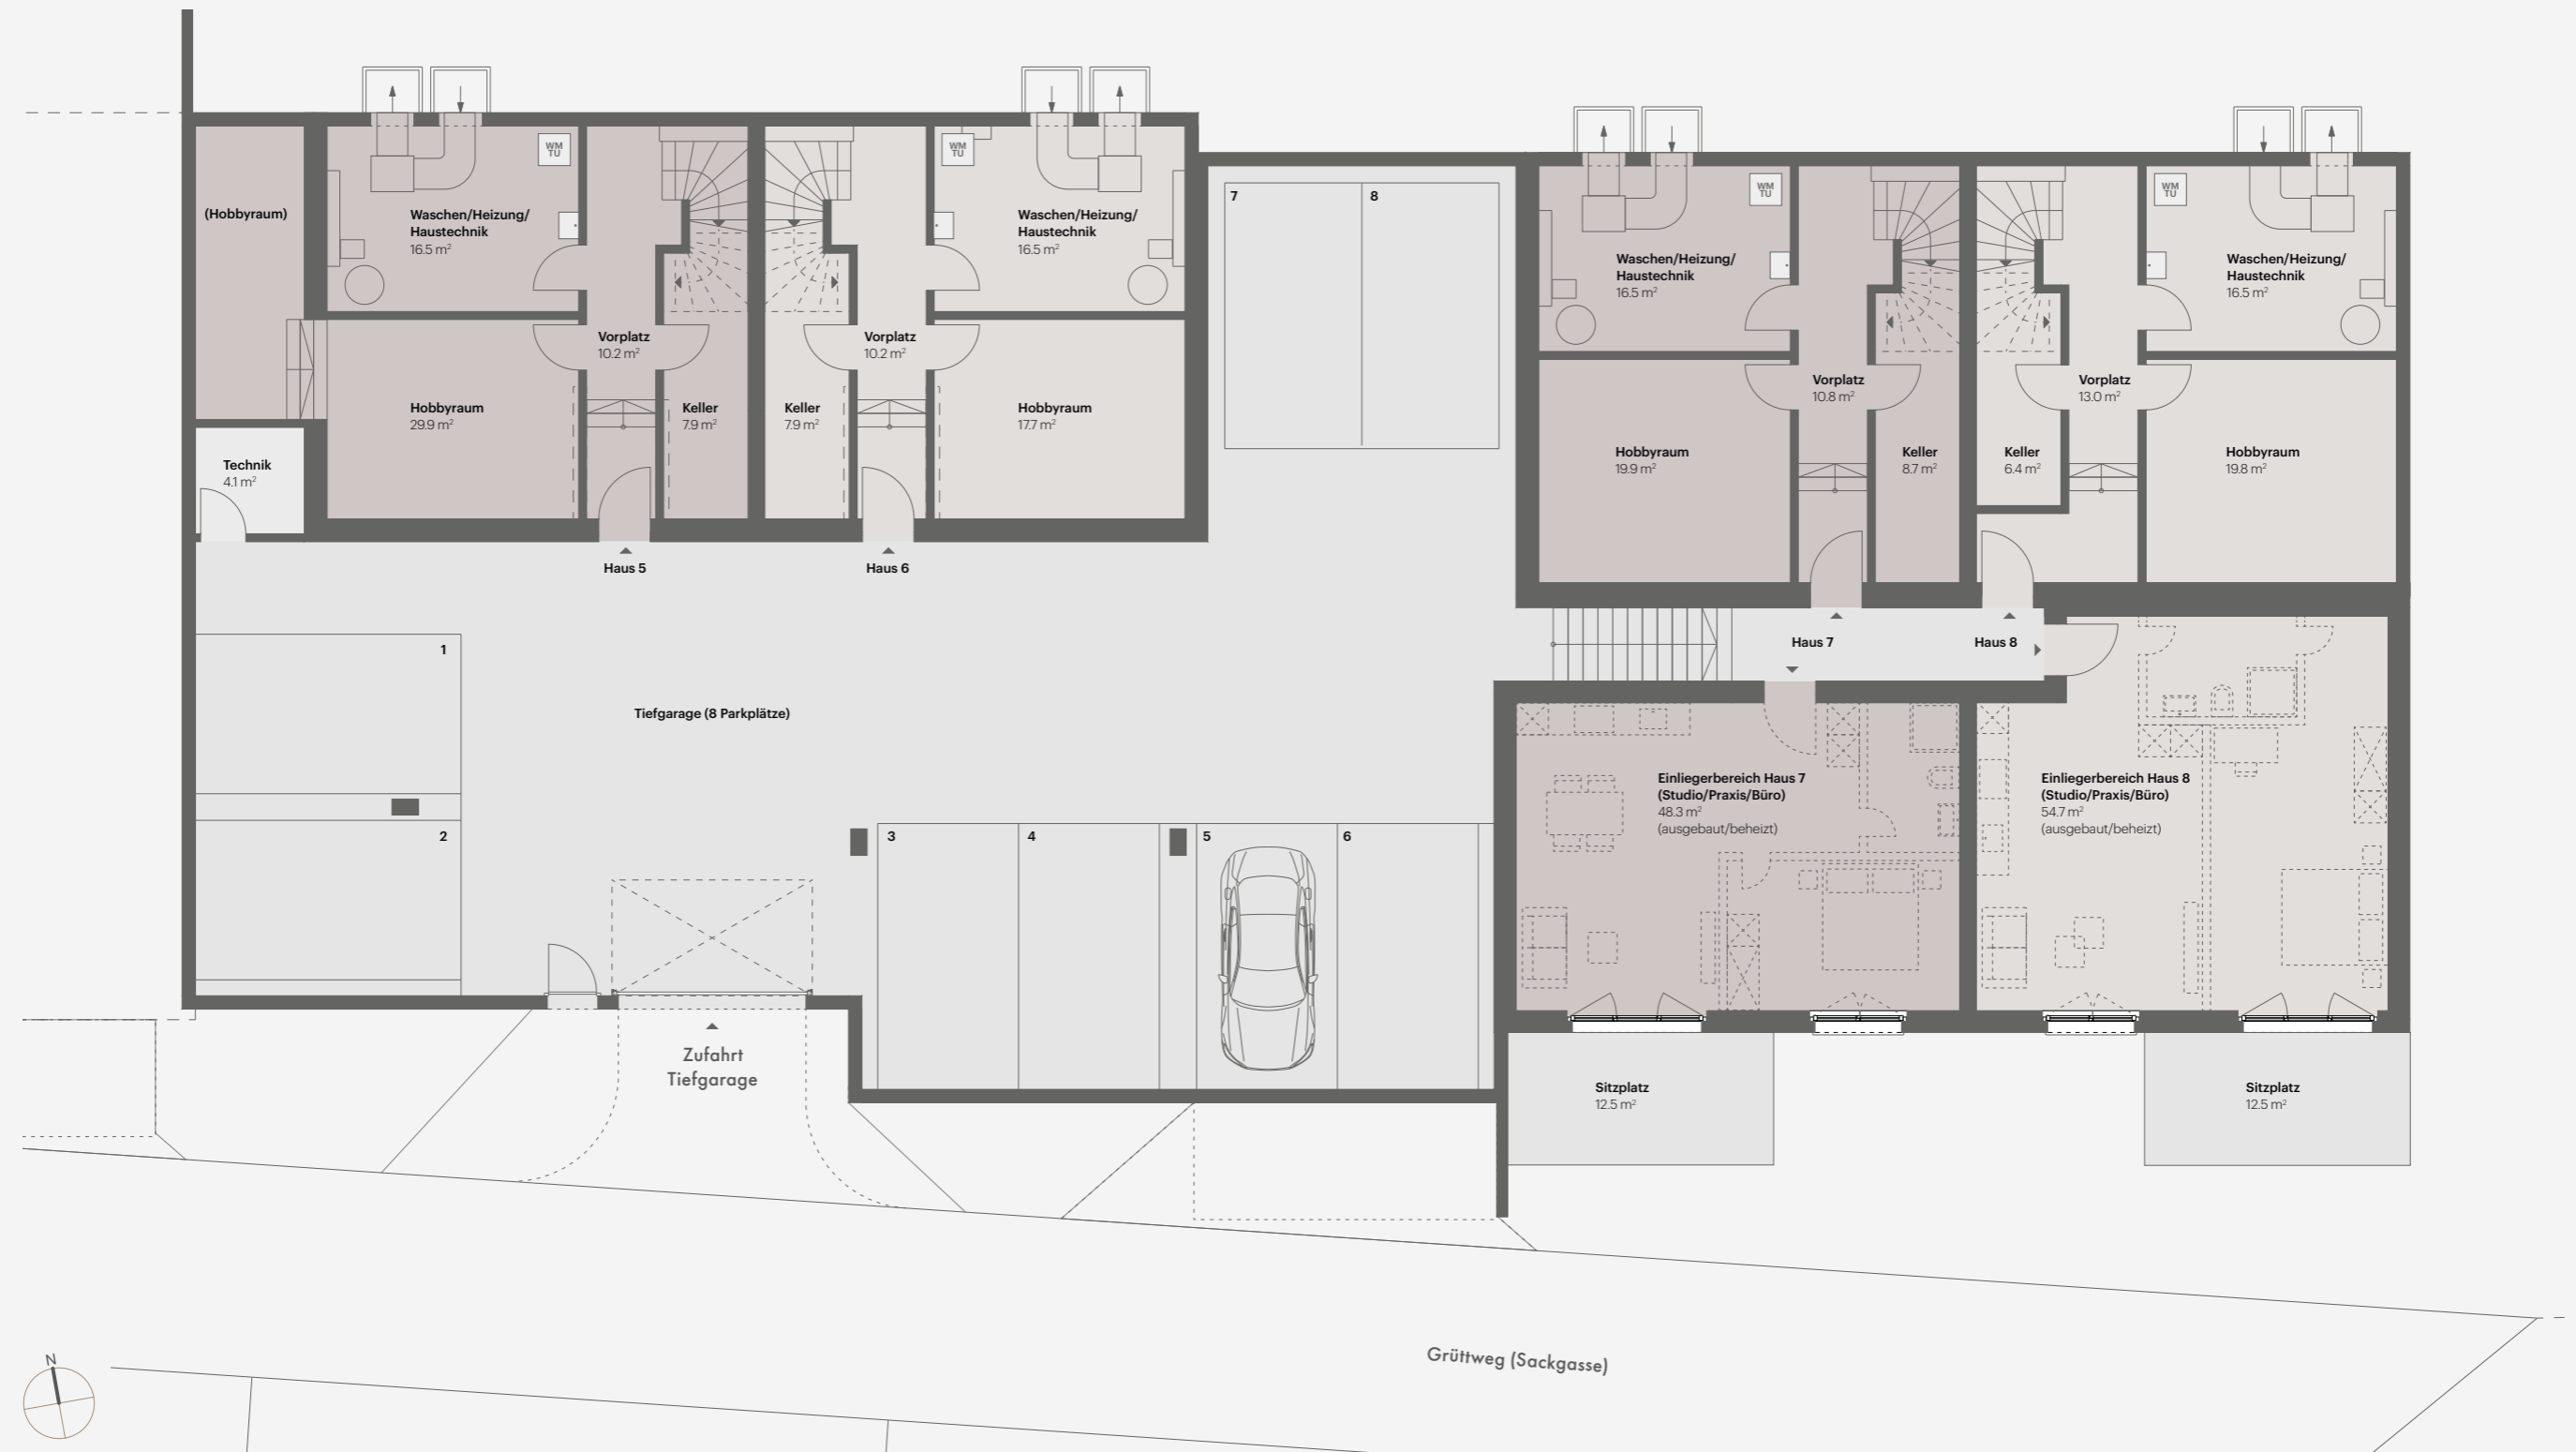 (Hobbyraum)
Waschen/Heizung/
Haustechnik
16.5 m²
WM
TU
Vorplatz
10.2 m²
Hobbyraum
29.9 m²
Keller
7.9 m²
Technik
4.1 m²
Haus 5
WM
TU
Waschen/Heizung/
Haustechnik
16.5 m²
Vorplatz
10.2 m²
Keller
7.9 m²
Hobbyraum
17.7 m²
Haus 6
7
8
Waschen/Heizung/
Haustechnik
16.5 m²
WM
TU
Vorplatz
10.8 m²
Hobbyraum
19.9 m²
Keller
8.7 m²
Haus 7
WM
TU
Waschen/Heizung/
Haustechnik
16.5 m²
Vorplatz
13.0 m²
Keller
6.4 m²
Hobbyraum
19.8 m²
Haus 8
1
2
Tiefgarage (8 Parkplätze)
3
4
5
6
Einliegerbereich Haus 7
(Studio/Praxis/Büro)
48.3 m²
(ausgebaut/beheizt)
Einliegerbereich Haus 8
(Studio/Praxis/Büro)
54.7 m²
(ausgebaut/beheizt)
Zufahrt
Tiefgarage
Sitzplatz
12.5 m²
Sitzplatz
12.5 m²
Grüttweg (Sackgasse)
N